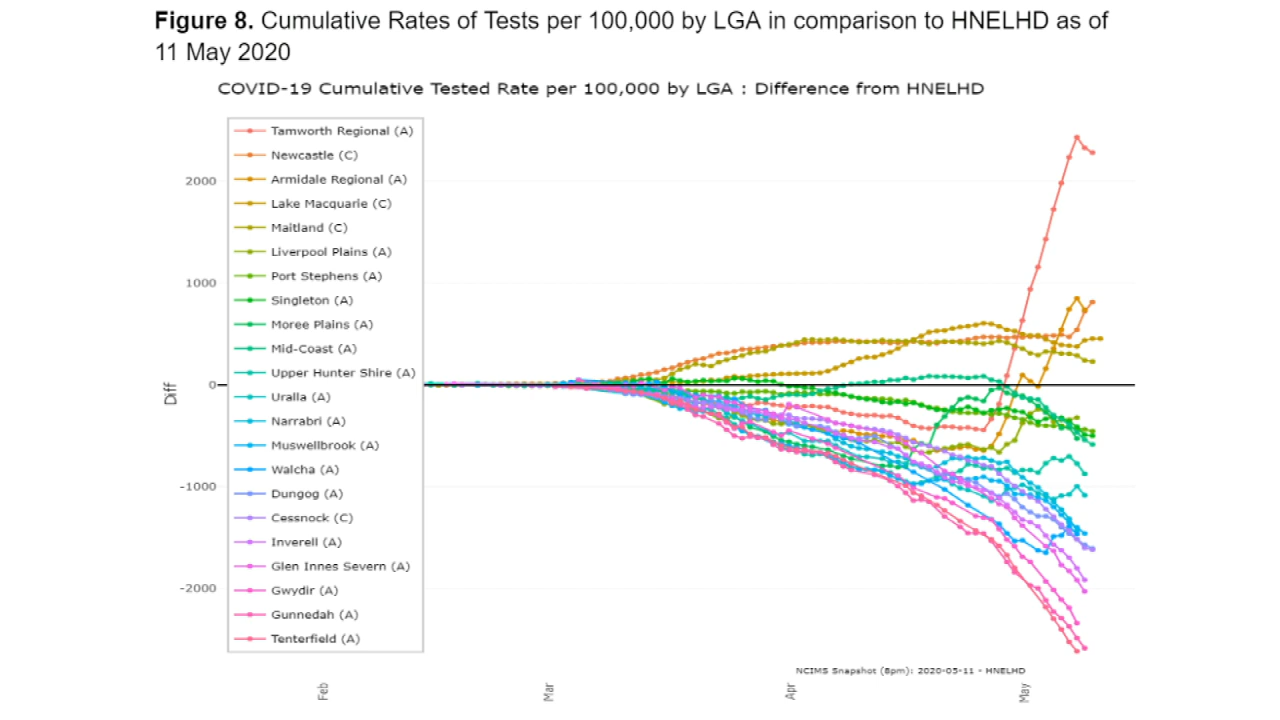 Figure 8. Cumulative Rates of Tests per 100,000 by LGA in comparison to HNELHD as of
11 May 2020
COVID-19 Cumulative Tested Rate per 100,000 by LGA : Difference from HNELHD
Tamworth Regional (A)
Newcastle (C)
Armidale Regional (A)
Lake Macquarie (C)
Maitland (C)
Liverpool Plains (A)
Port Stephens (A)
Singleton (A)
Moree Plains (A)
Mid-Coast (A)
Upper Hunter Shire (A)
Uralla (A)
Narrabri (A)
Muswellbrook (A)
Walcha (A)
Dungog (A)
Cessnock (C)
Inverell (A)
Glen Innes Severn (A)
Gwydir (A)
Gunnedah (A)
Tenterfield (A)
2000
1000
0
-1000
-2000
Diff
NCIMS Snapshot (8pm): 2020-05-11 - HNELHD
Feb
Mar
Apr
May